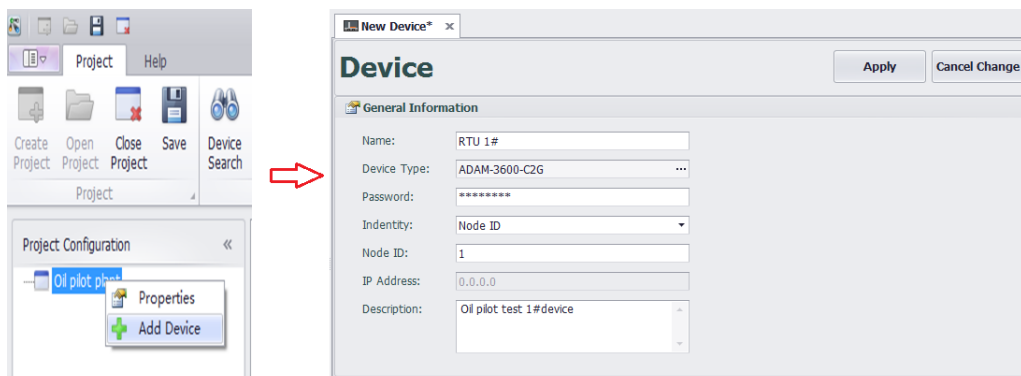 Project Help
Create Project
Open Project
Close Project
Save
Device Search
Project
Project Configuration
Oil pilot plant
Properties
Add Device
New Device*
Device
Apply
Cancel Change
General Information
Name: RTU 1#
Device Type: ADAM-3600-C2G ...
Password: ********
Indentity: Node ID
Node ID: 1
IP Address: 0.0.0.0
Description: Oil pilot test 1#device